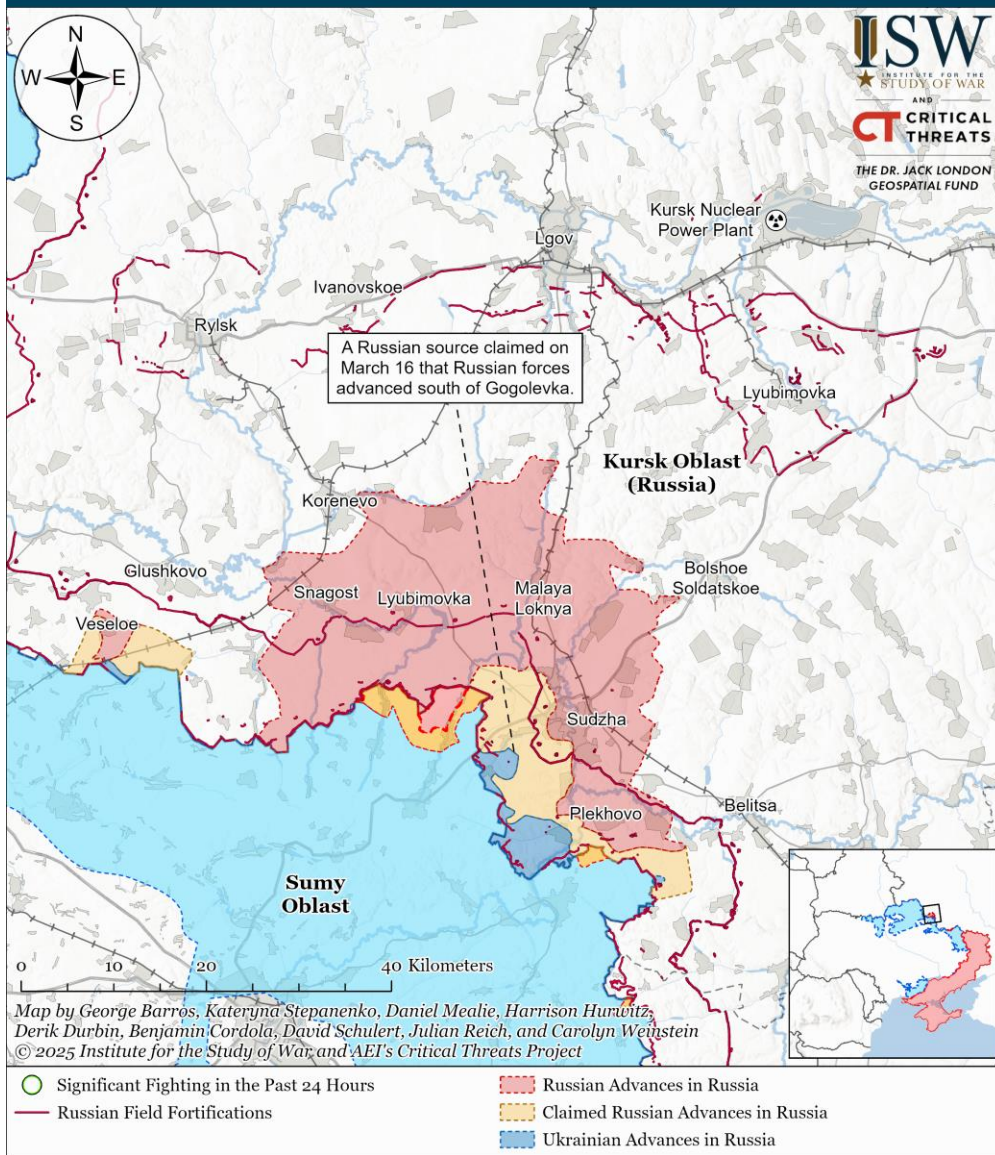 N
W
E
S
ISW
INSTITUTE FOR THE
STUDY OF WAR
AND
CT CRITICAL
THREATS
THE DR. JACK LONDON
GEOSPATIAL FUND
Kursk Nuclear
Power Plant
Lgov
Ivanovskoe
Rylsk
A Russian source claimed on
March 16 that Russian forces
advanced south of Gogolevka.
Lyubimovka
Kursk Oblast
(Russia)
Korenevo
Glushkovo
Snagost
Lyubimovka
Malaya
Loknya
Bolshoe
Soldatskoe
Veseloe
Sudzha
Plekhovo
Belitsa
Sumy
Oblast
0 10 20 40 Kilometers
Map by George Barros, Kateryna Stepanenko, Daniel Mealie, Harrison Hurwitz,
Derik Durbin, Benjamin Cordola, David Schulert, Julian Reich, and Carolyn Weinstein
© 2025 Institute for the Study of War and AEI's Critical Threats Project
Significant Fighting in the Past 24 Hours
Russian Field Fortifications
Russian Advances in Russia
Claimed Russian Advances in Russia
Ukrainian Advances in Russia